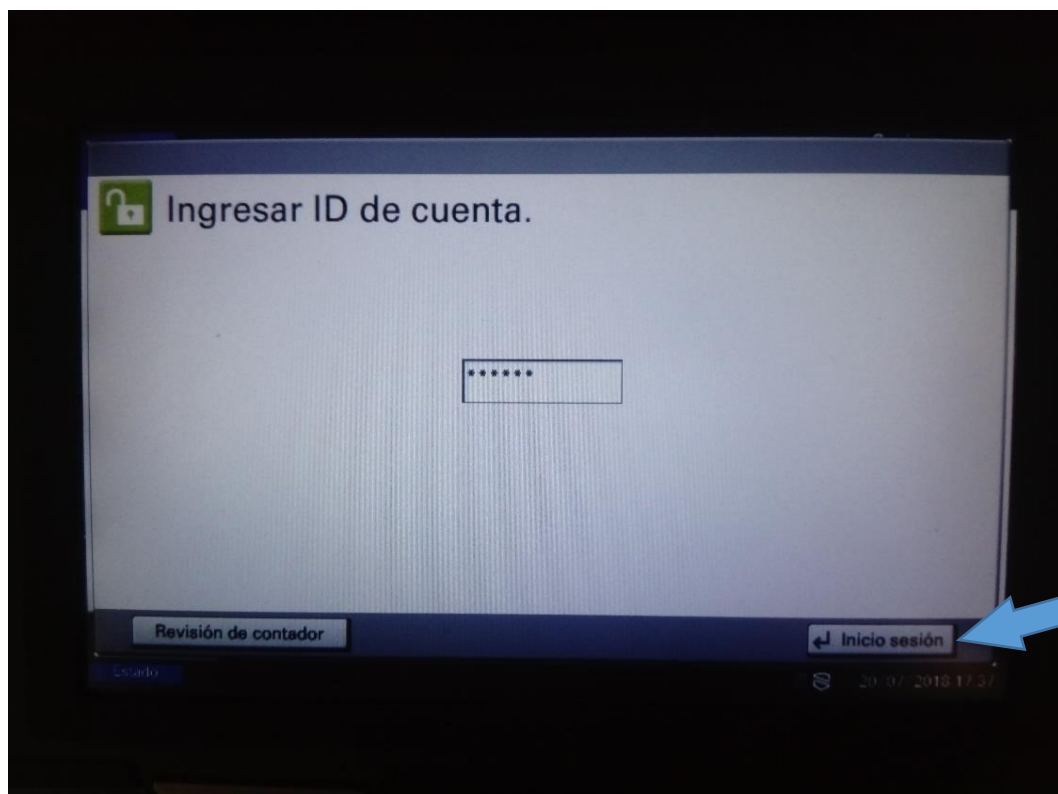 Ingresar ID de cuenta.
******
Revisión de contador
Inicio sesión
Estado
20/07/2018 17:37